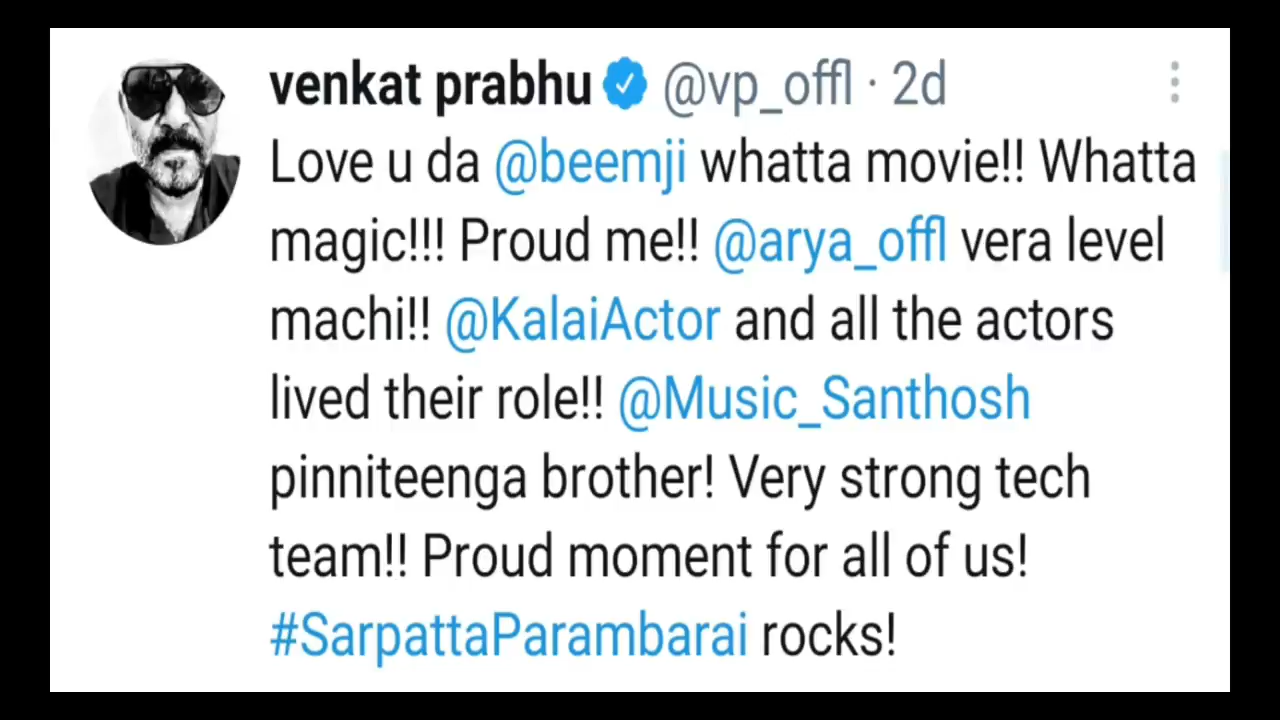 venkat prabhu @vp_offl · 2d
Love u da @beemji whatta movie!! Whatta
magic!!! Proud me!! @arya_offl vera level
machi!! @KalaiActor and all the actors
lived their role!! @Music_Santhosh
pinniteenga brother! Very strong tech
team!! Proud moment for all of us!
#SarpattaParambarai rocks!